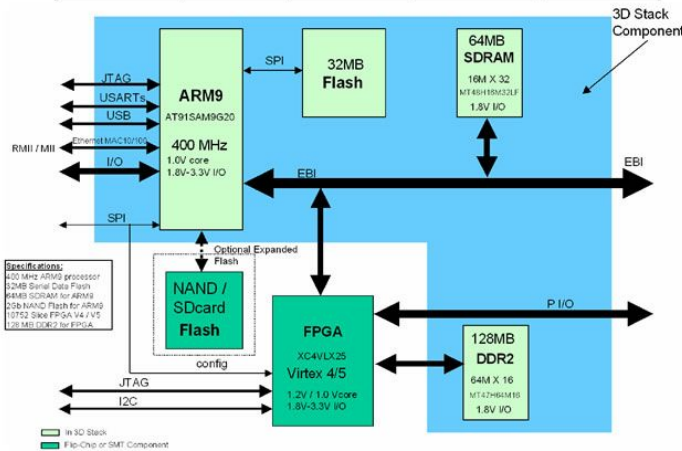 3D Stack
Component
64MB
SDRAM
16M X 32
MT48H16M32LF
1.8V I/O
32MB
Flash
SPI
ARM9
AT91SAM9G20
400 MHz
1.0V core
1.8V-3.3V I/O
JTAG
USARTs
USB
Ethernet MAC10/100
RMII / MII
I/O
EBI
EBI
SPI
Optional Expanded
Flash
Specifications:
400 MHz ARM9 processor
32MB Serial Data Flash
64MB SDRAM for ARM9
2Gb NAND Flash for ARM9
10752 Slice FPGA V4 / V5
128 MB DDR2 for FPGA
NAND /
SDcard
Flash
config
FPGA
XC4VLX25
Virtex 4/5
1.2V / 1.0 Vcore
1.8V-3.3V I/O
P I/O
128MB
DDR2
64M X 16
MT47H64M16
1.8V I/O
JTAG
I2C
In 3D Stack
Flip-Chip or SMT Component